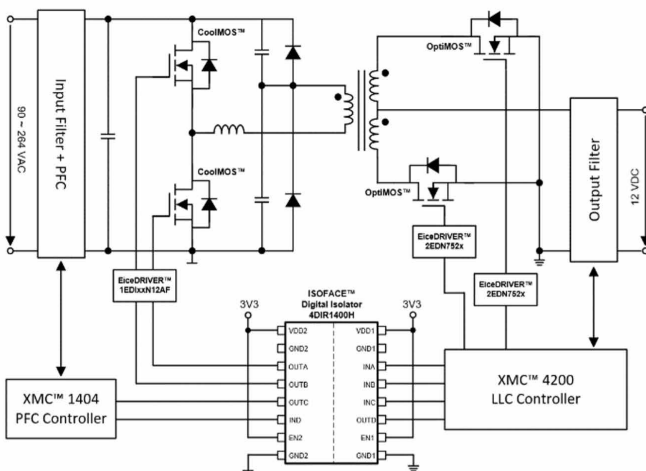 CoolMOS™
OptiMOS™
Input Filter + PFC
90 ~ 264 VAC
CoolMOS™
OptiMOS™
Output Filter
12 VDC
EiceDRIVER™
2EDN752x
EiceDRIVER™
1EDIxxN12AF
EiceDRIVER™
2EDN752x
ISOFACE™
Digital Isolator
4DIR1400H
3V3
3V3
VDD2
VDD1
GND2
GND1
OUTA
INA
OUTB
INB
OUTC
INC
IND
OUTD
EN2
EN1
GND2
GND1
XMC™ 1404
PFC Controller
XMC™ 4200
LLC Controller